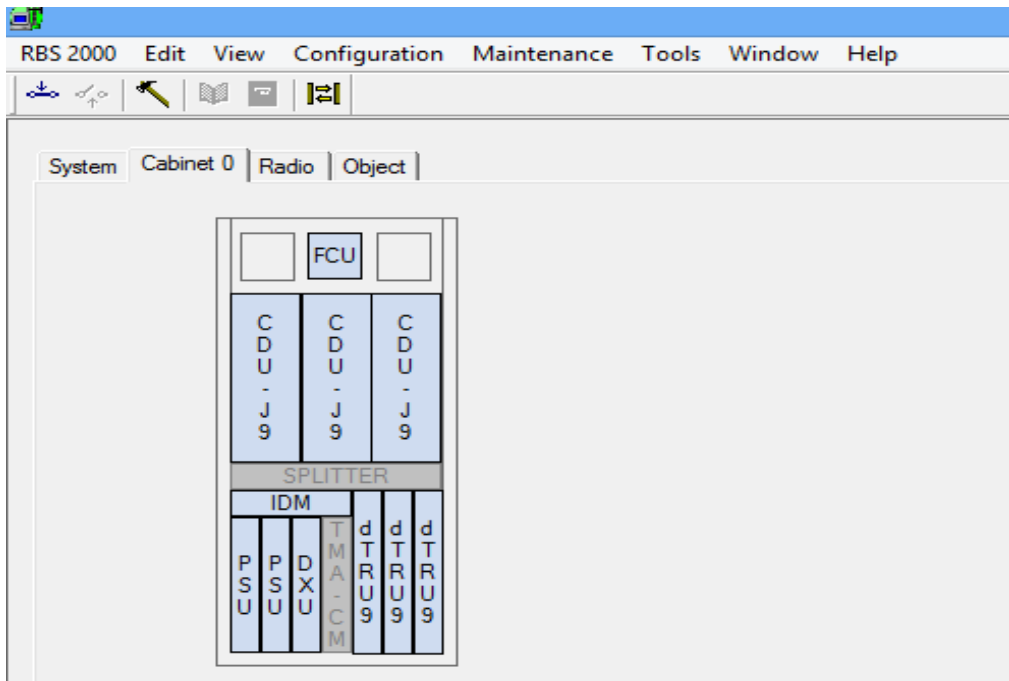 RBS 2000 Edit View Configuration Maintenance Tools Window Help
System Cabinet 0 Radio Object
FCU
CDU-J9 CDU-J9 CDU-J9
SPLITTER
IDM
PSU PSU DXU TMA-CM dTRU9 dTRU9 dTRU9